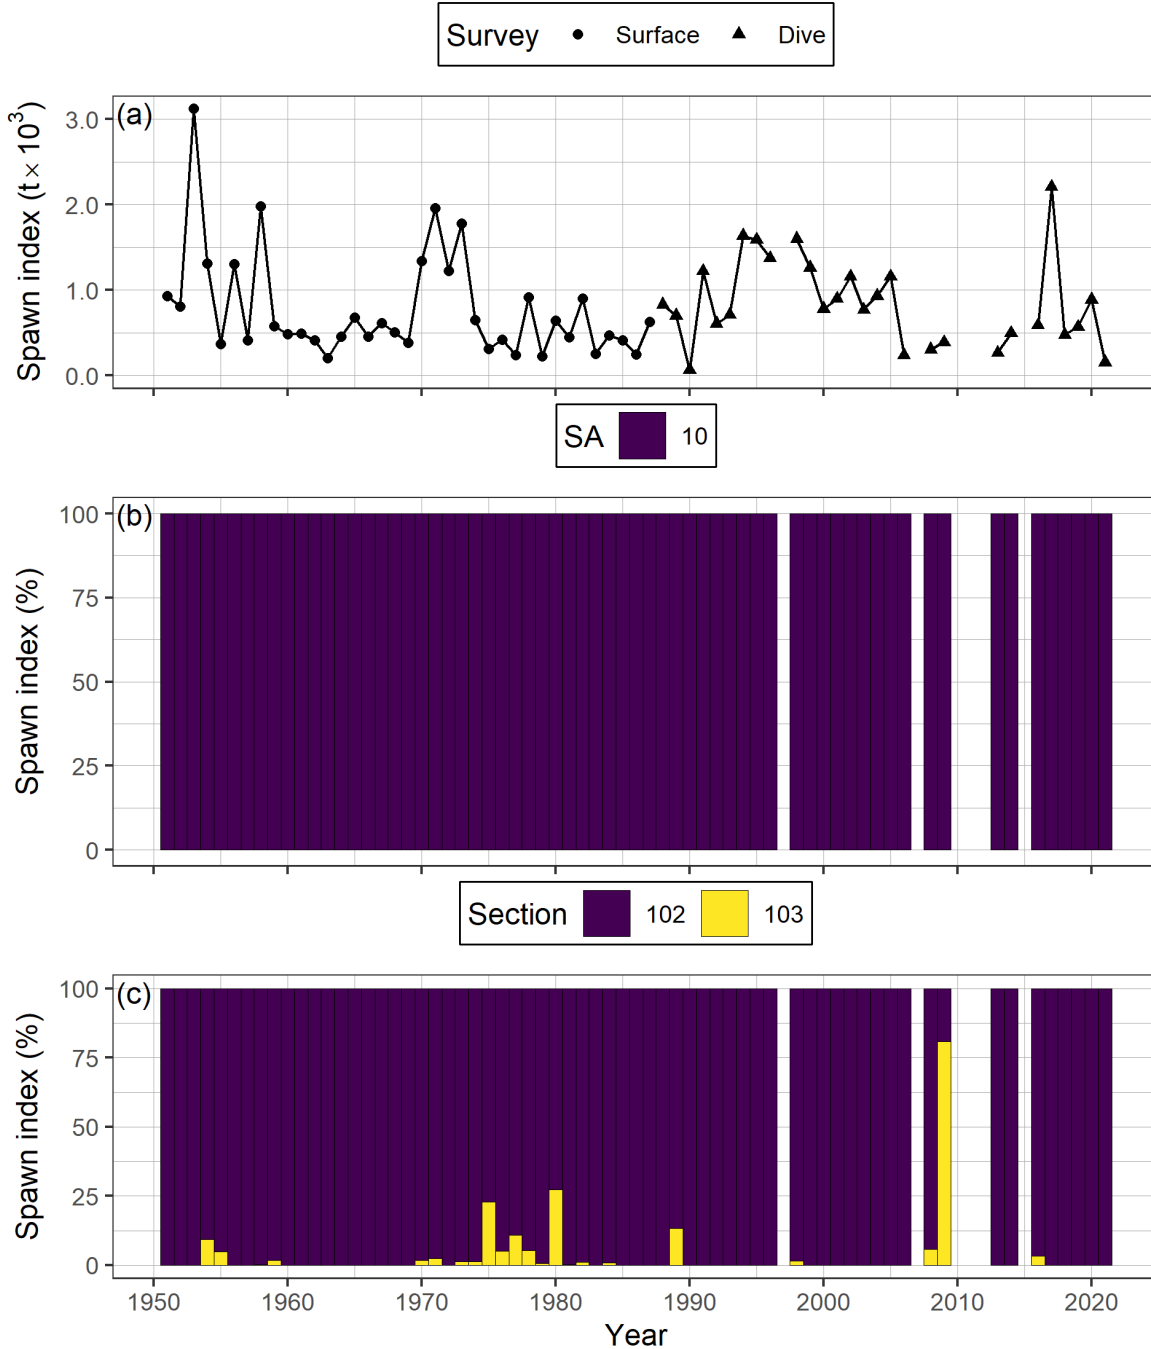 Survey Surface Dive
(a)
Spawn index (t × 10³)
3.0
2.0
1.0
0.0
SA 10
(b)
Spawn index (%)
100
75
50
25
0
Section 102 103
(c)
Spawn index (%)
100
75
50
25
0
1950 1960 1970 1980 1990 2000 2010 2020
Year